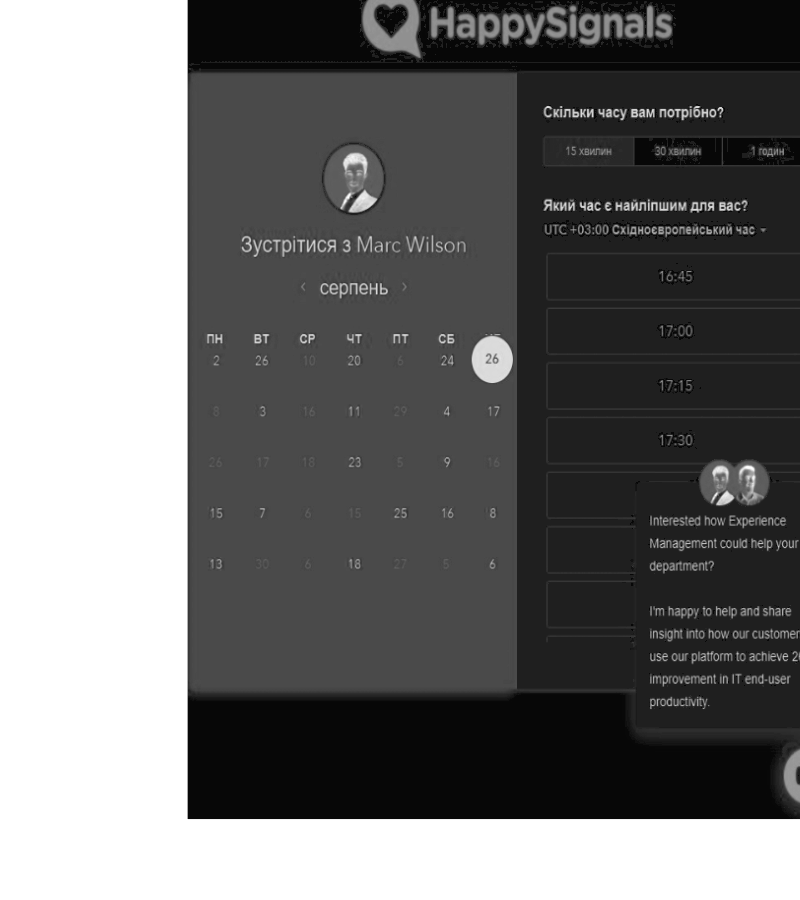 HappySignals
Зустрітися з Marc Wilson
‹ серпень ›
ПН ВТ СР ЧТ ПТ СБ
2 26 10 20 6 24 26
8 3 16 11 29 4 17
26 17 18 23 5 9 16
15 7 6 15 25 16 8
13 30 6 18 27 5 6
Скільки часу вам потрібно?
15 хвилин 30 хвилин 1 годин
Який час є найліпшим для вас?
UTC +03:00 Східноєвропейський час
16:45
17:00
17:15
17:30
Interested how Experience
Management could help your
department?
I'm happy to help and share
insight into how our customer
use our platform to achieve 20
improvement in IT end-user
productivity.